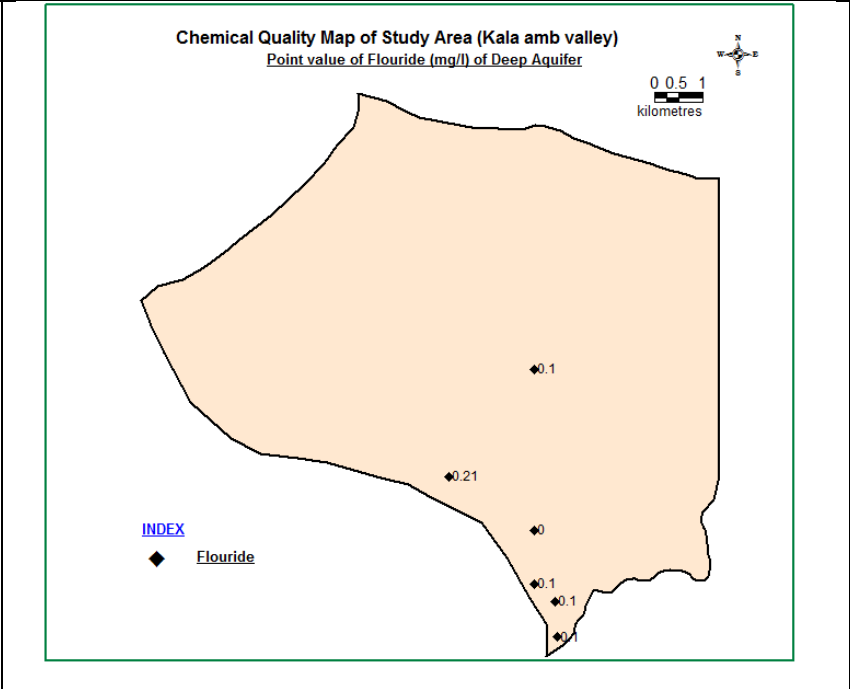 Chemical Quality Map of Study Area (Kala amb valley)
Point value of Flouride (mg/l) of Deep Aquifer
N
W E
S
0 0.5 1
kilometres
0.1
0.21
0
0.1
0.1
0.1
INDEX
Flouride